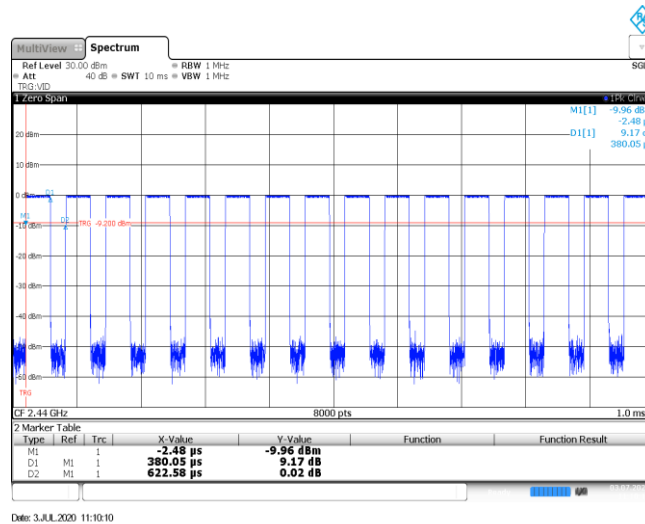 MultiView Spectrum
Ref Level 30.00 dBm RBW 1 MHz SGL
Att 40 dB SWT 10 ms VBW 1 MHz
TRG:VID
1 Zero Span 1Pk Clrw
M1[1] -9.96 dB
-2.48 µ
D1[1] 9.17 d
380.05 µ
20 dBm
10 dBm
0 dBm
D1
M1
D2
TRG -9.200 dBm
-10 dBm
-20 dBm
-30 dBm
-40 dBm
-50 dBm
-60 dBm
TRG
CF 2.44 GHz 8000 pts 1.0 ms
2 Marker Table
Type Ref Trc X-Value Y-Value Function Function Result
M1 1 -2.48 µs -9.96 dBm
D1 M1 1 380.05 µs 9.17 dB
D2 M1 1 622.58 µs 0.02 dB
Date: 3.JUL.2020 11:10:10